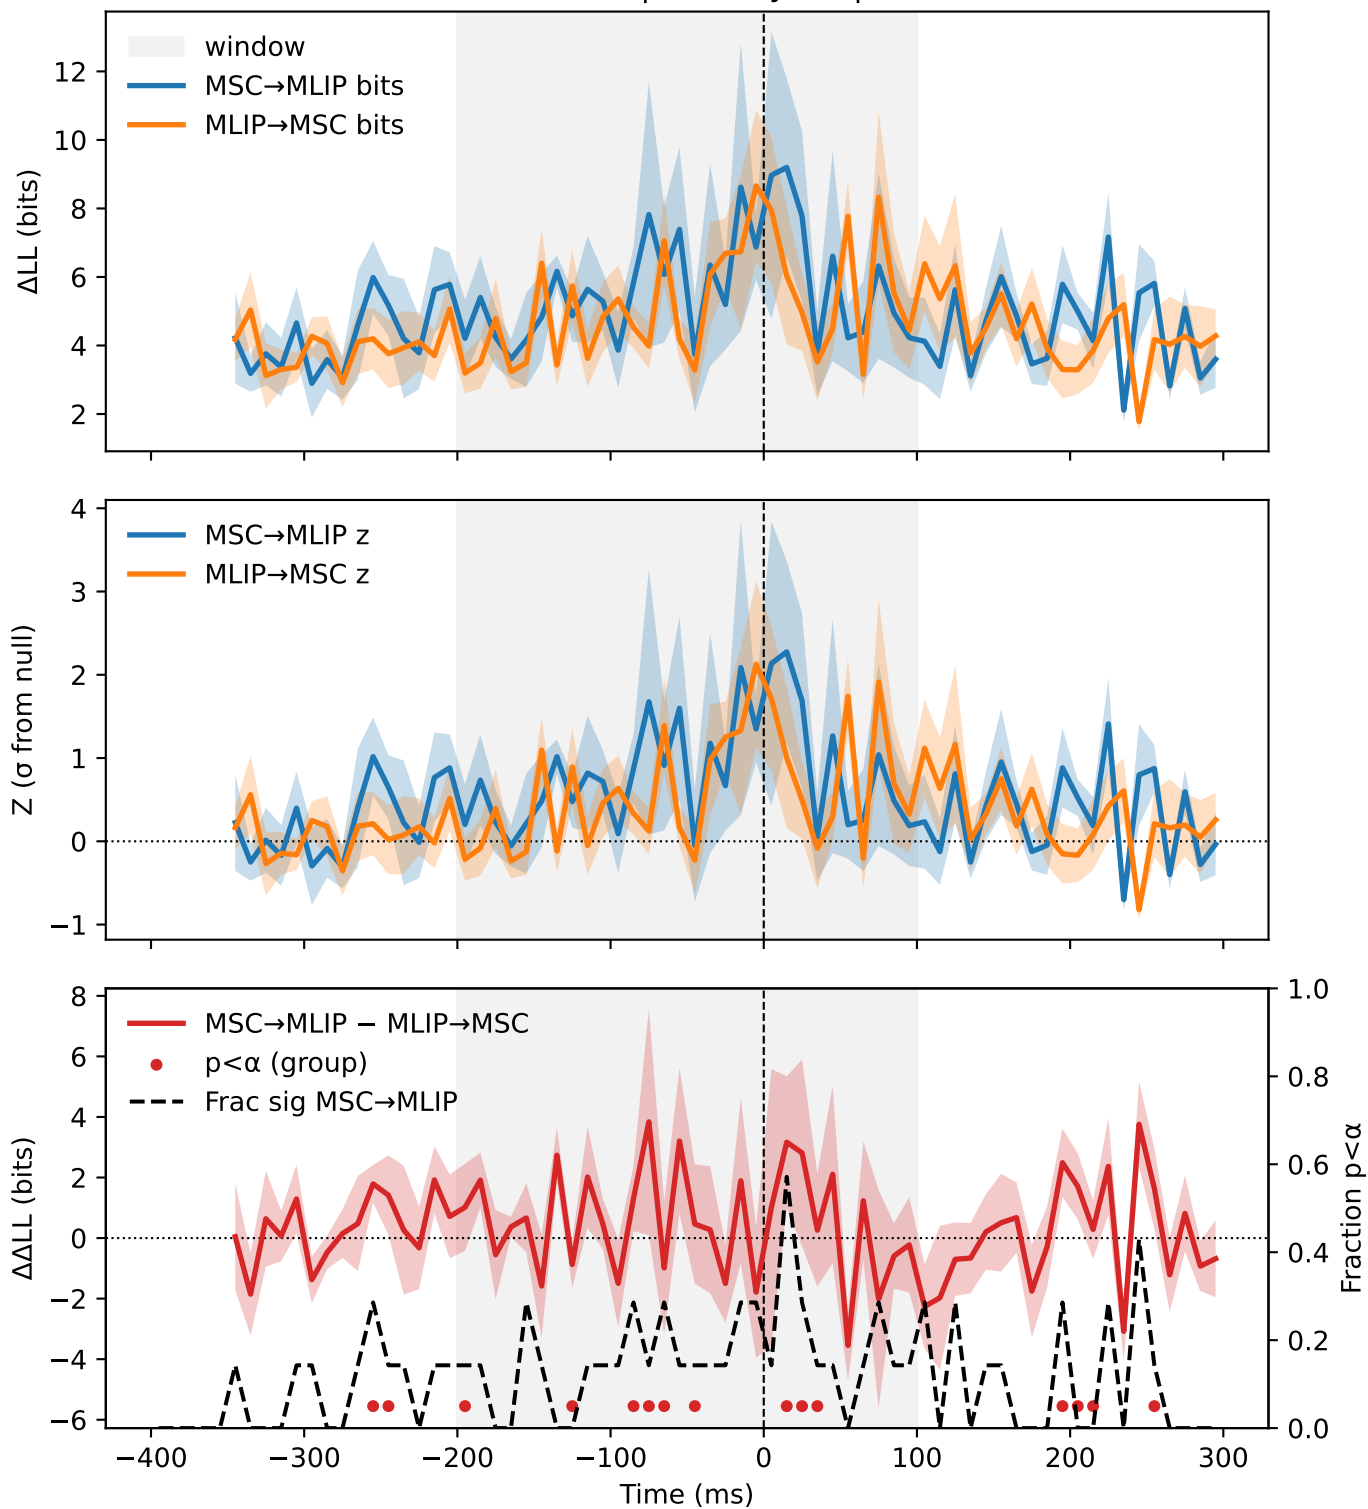 window
MSC→MLIP bits
MLIP→MSC bits
ΔLL (bits)
12
10
8
6
4
2
MSC→MLIP z
MLIP→MSC z
Z (σ from null)
4
3
2
1
0
−1
MSC→MLIP − MLIP→MSC
p<α (group)
Frac sig MSC→MLIP
ΔΔLL (bits)
8
6
4
2
0
−2
−4
−6
1.0
0.8
0.6
0.4
0.2
0.0
Fraction p<α
−400
−300
−200
−100
0
100
200
300
Time (ms)